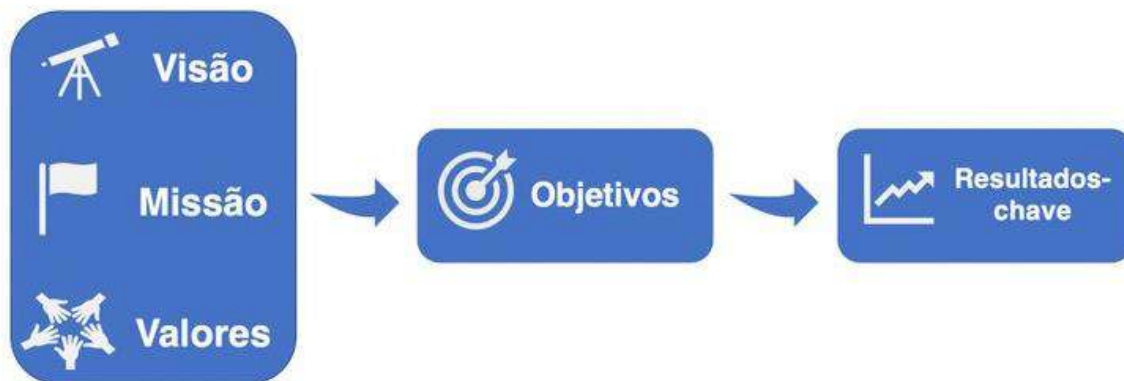 Visão
Missão
Valores
Objetivos
Resultados-
chave